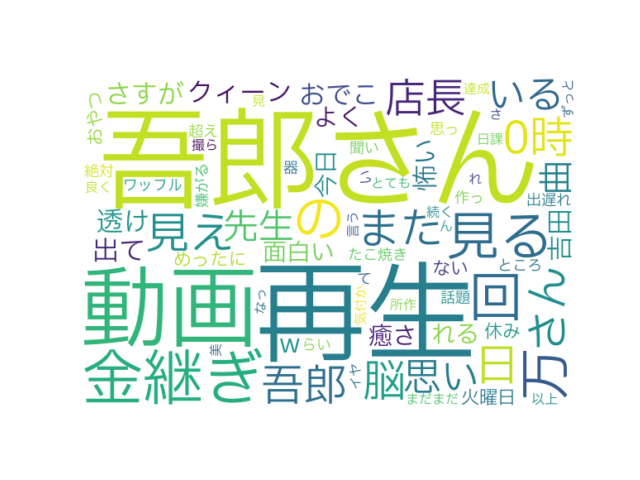 さすが
クィーン
おでこ
店長
いる
ずっと
達成
見
さ
おやつ
超え
撮ら
よく
思っ
日課
0時
吾郎さん
絶対
良く
ワッフル
嫌がる
器
今日
聞い
とても
怖い
れ
作っ
出遅れ
曲
吉田
透け
見え
先生
の
また
見る
言う
続く
ん
出て
めったに
面白い
たこ焼き
ない
ところ
動画
再生
回
さん
万
なっ
て
気付か
所作
話題
癒さ
れる
休み
美
w
らい
金継ぎ
吾郎
イヤ
脳
思い
日
火曜日
まだまだ
以上